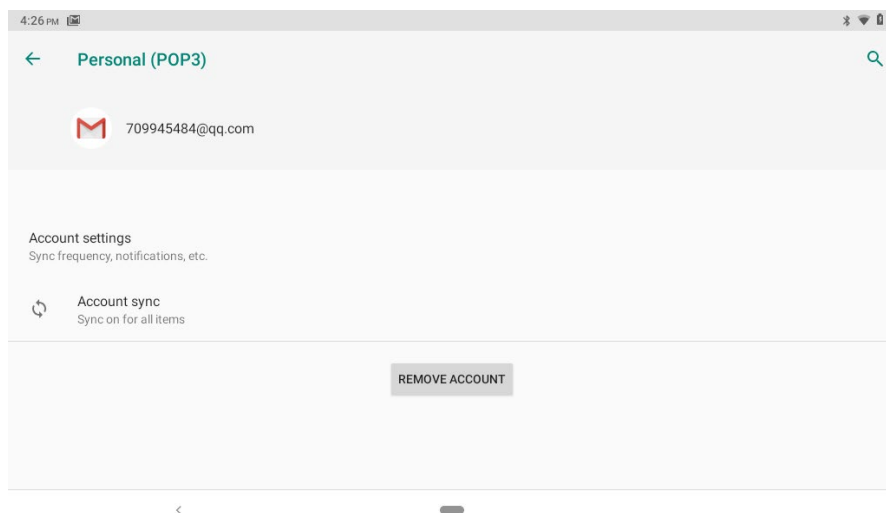 4:26 PM
Personal (POP3)
709945484@qq.com
Account settings
Sync frequency, notifications, etc.
Account sync
Sync on for all items
REMOVE ACCOUNT